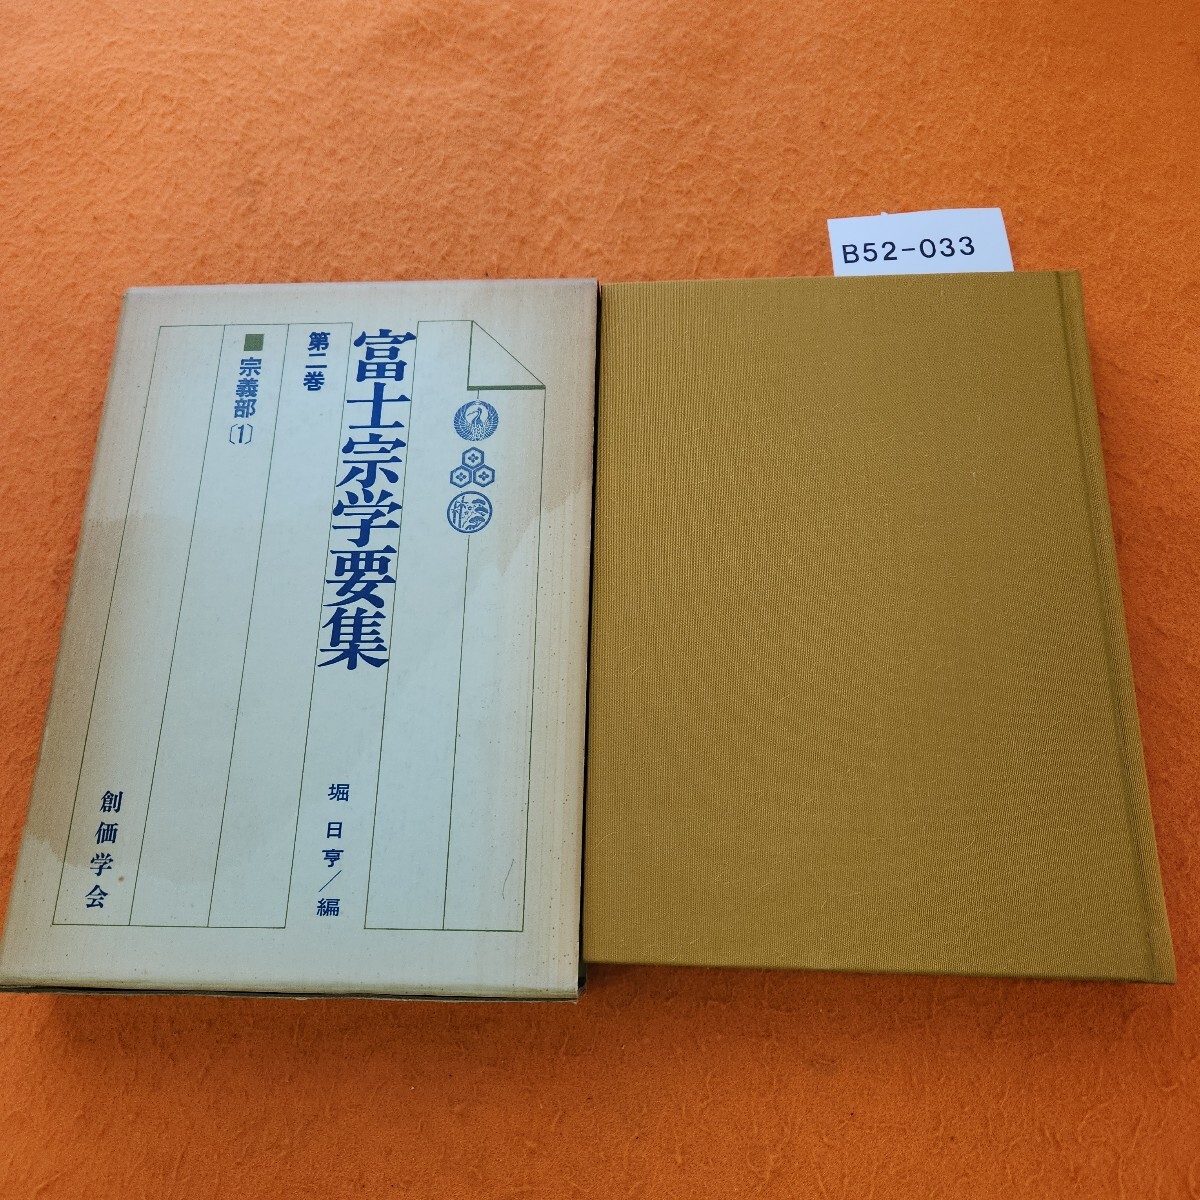 富士宗学要集
第二巻
堀日亨/編
■宗義部〔1〕
創価学会
B52-033